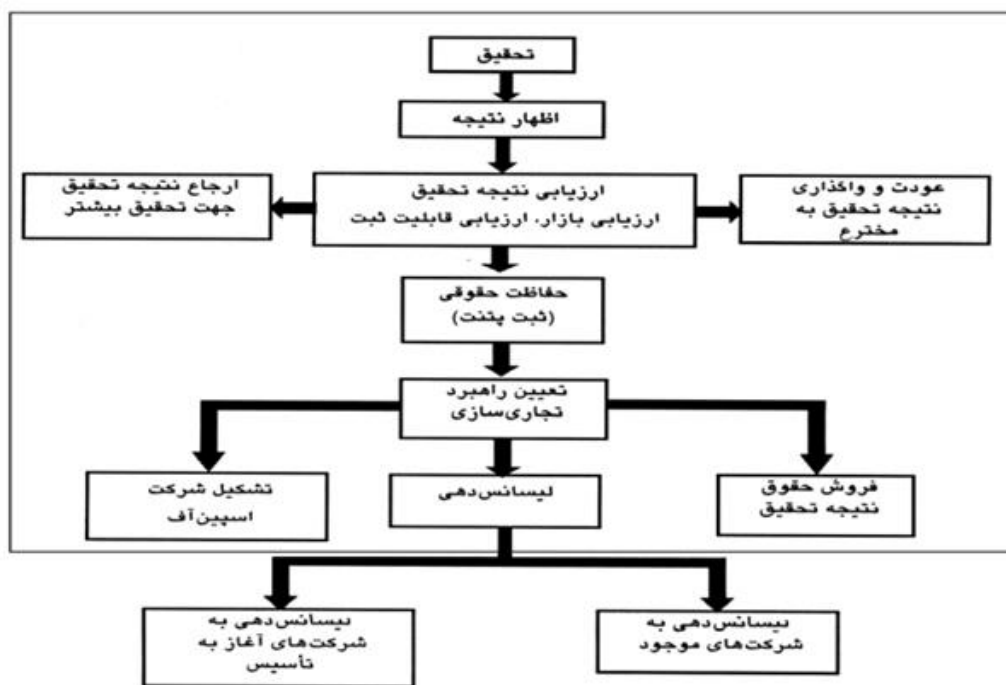 تحقیق
اظهار نتیجه
ارزیابی نتیجه تحقیق
ارزیابی بازار، ارزیابی قابلیت ثبت
عودت و واگذاری
نتیجه تحقیق به
مخترع
ارجاع نتیجه تحقیق
جهت تحقیق بیشتر
حفاظت حقوقی
(ثبت پتنت)
تعیین راهبرد
تجاری‌سازی
فروش حقوق
نتیجه تحقیق
لیسانس‌دهی
تشکیل شرکت
اسپین‌آف
لیسانس‌دهی به
شرکت‌های موجود
لیسانس‌دهی به
شرکت‌های آغاز به
تأسیس